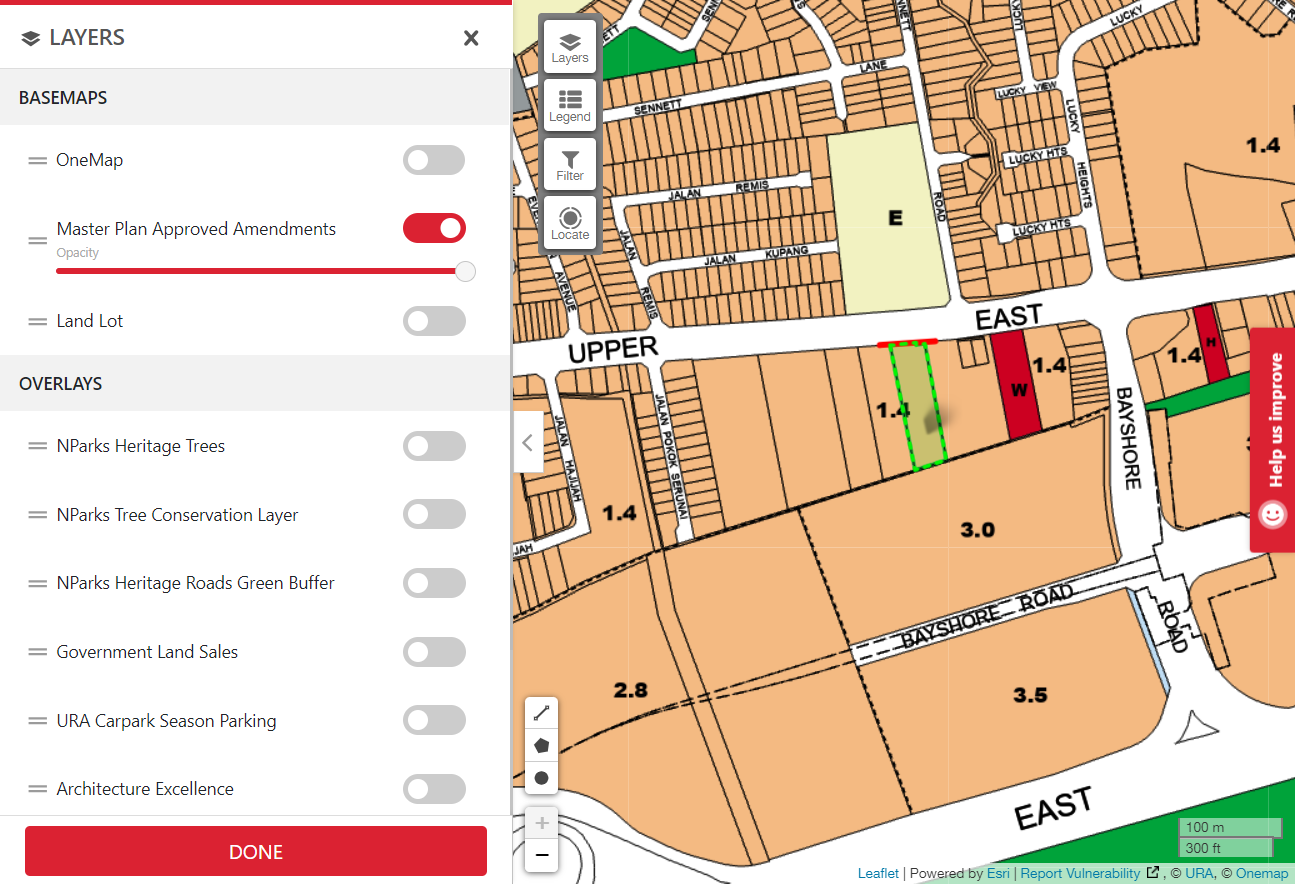 LAYERS
BASEMAPS
OneMap
Master Plan Approved Amendments
Opacity
Land Lot
OVERLAYS
NParks Heritage Trees
NParks Tree Conservation Layer
NParks Heritage Roads Green Buffer
Government Land Sales
URA Carpark Season Parking
Architecture Excellence
DONE
Layers
Legend
Filter
Locate
SENNETT
LANE
LUCKY
LUCKY VIEW
LUCKY HTS
LUCKY
HEIGHTS
LUCKY HTS
1.4
JALAN REMIS
JALAN KUPANG
JALAN
REMIS
AVENUE
ROAD
E
UPPER
EAST
1.4
W
1.4
1.4
H
BAYSHORE
ROAD
JALAN HAJIJAH
JALAN POKOK SERUNAI
1.4
3.0
BAYSHORE ROAD
2.8
3.5
EAST
Help us improve
100 m
300 ft
Leaflet | Powered by Esri | Report Vulnerability , © URA, © Onemap